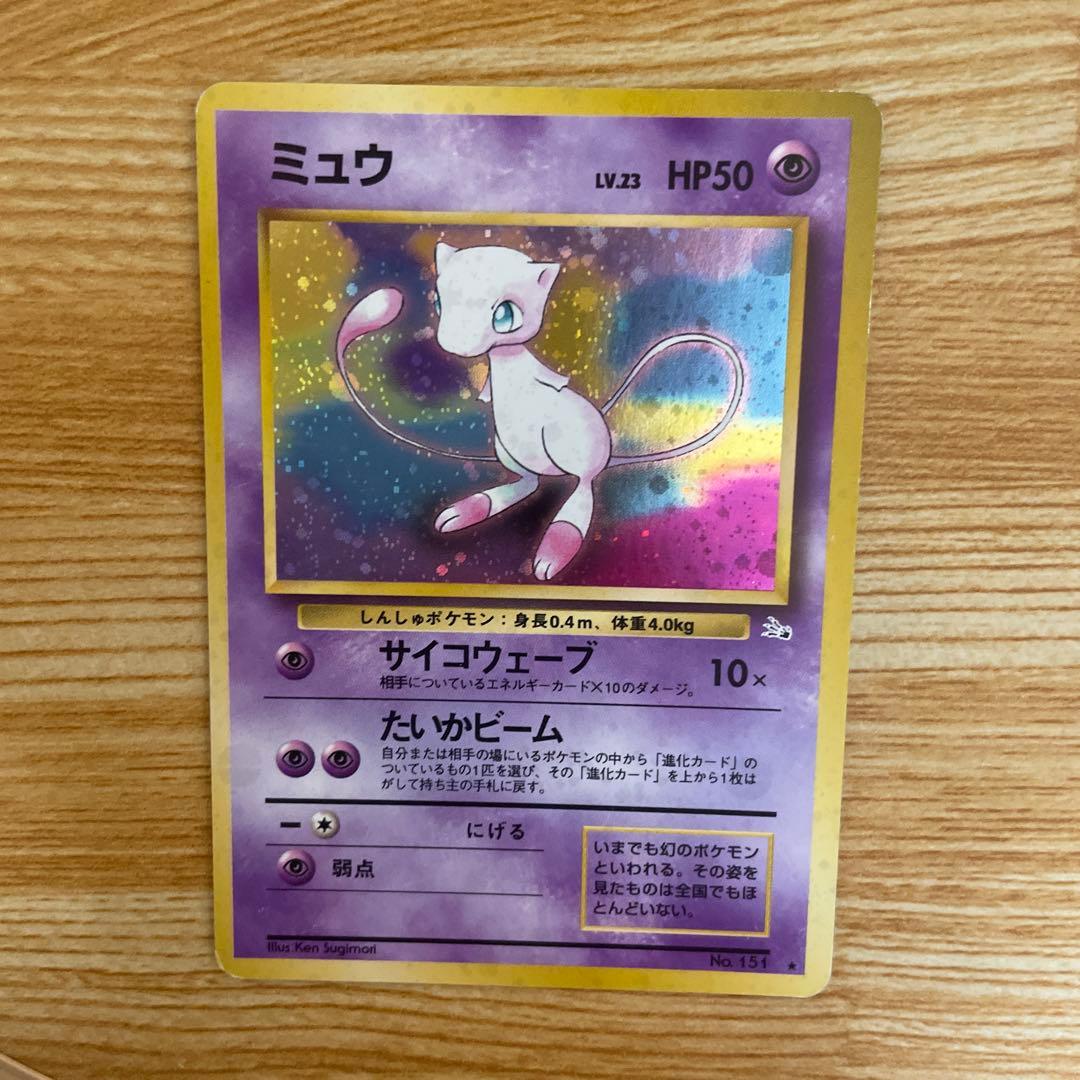 ミュウ LV.23 HP50
しんしゅポケモン：身長0.4m、体重4.0kg
サイコウェーブ 10×
相手についているエネルギーカード×10のダメージ。
たいかビーム
自分または相手の場にいるポケモンの中から「進化カード」の
ついているもの1匹を選び、その「進化カード」を上から1枚は
がして持ち主の手札に戻す。
ー にげる
弱点
いまでも幻のポケモン
といわれる。その姿を
見たものは全国でもほ
とんどいない。
Illus. Ken Sugimori
No. 151 ★